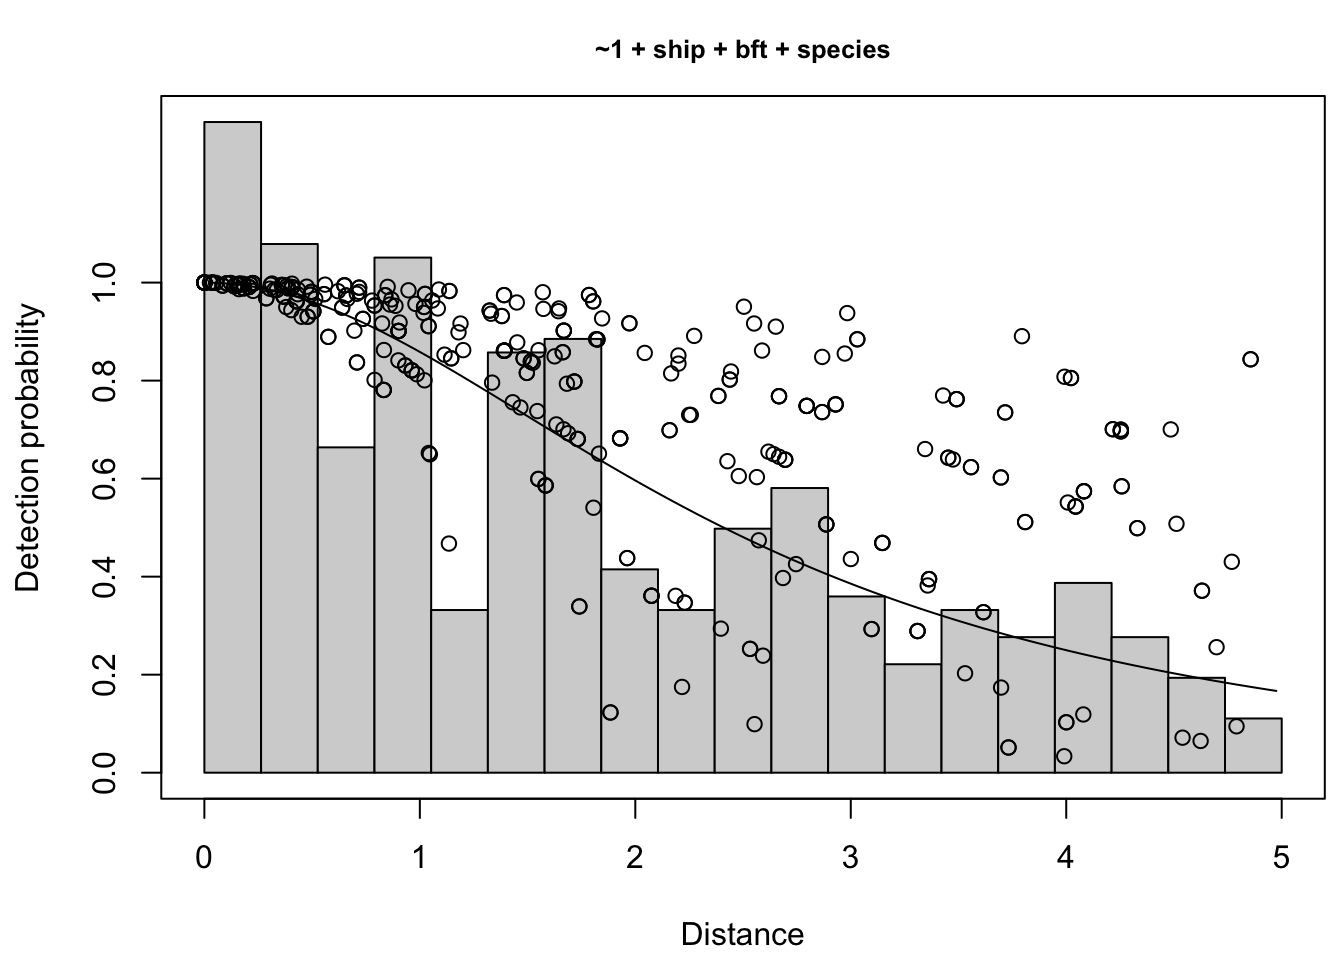 ~1 + ship + bft + species
Detection probability
1.0
0.8
0.6
0.4
0.2
0.0
0 1 2 3 4 5
Distance